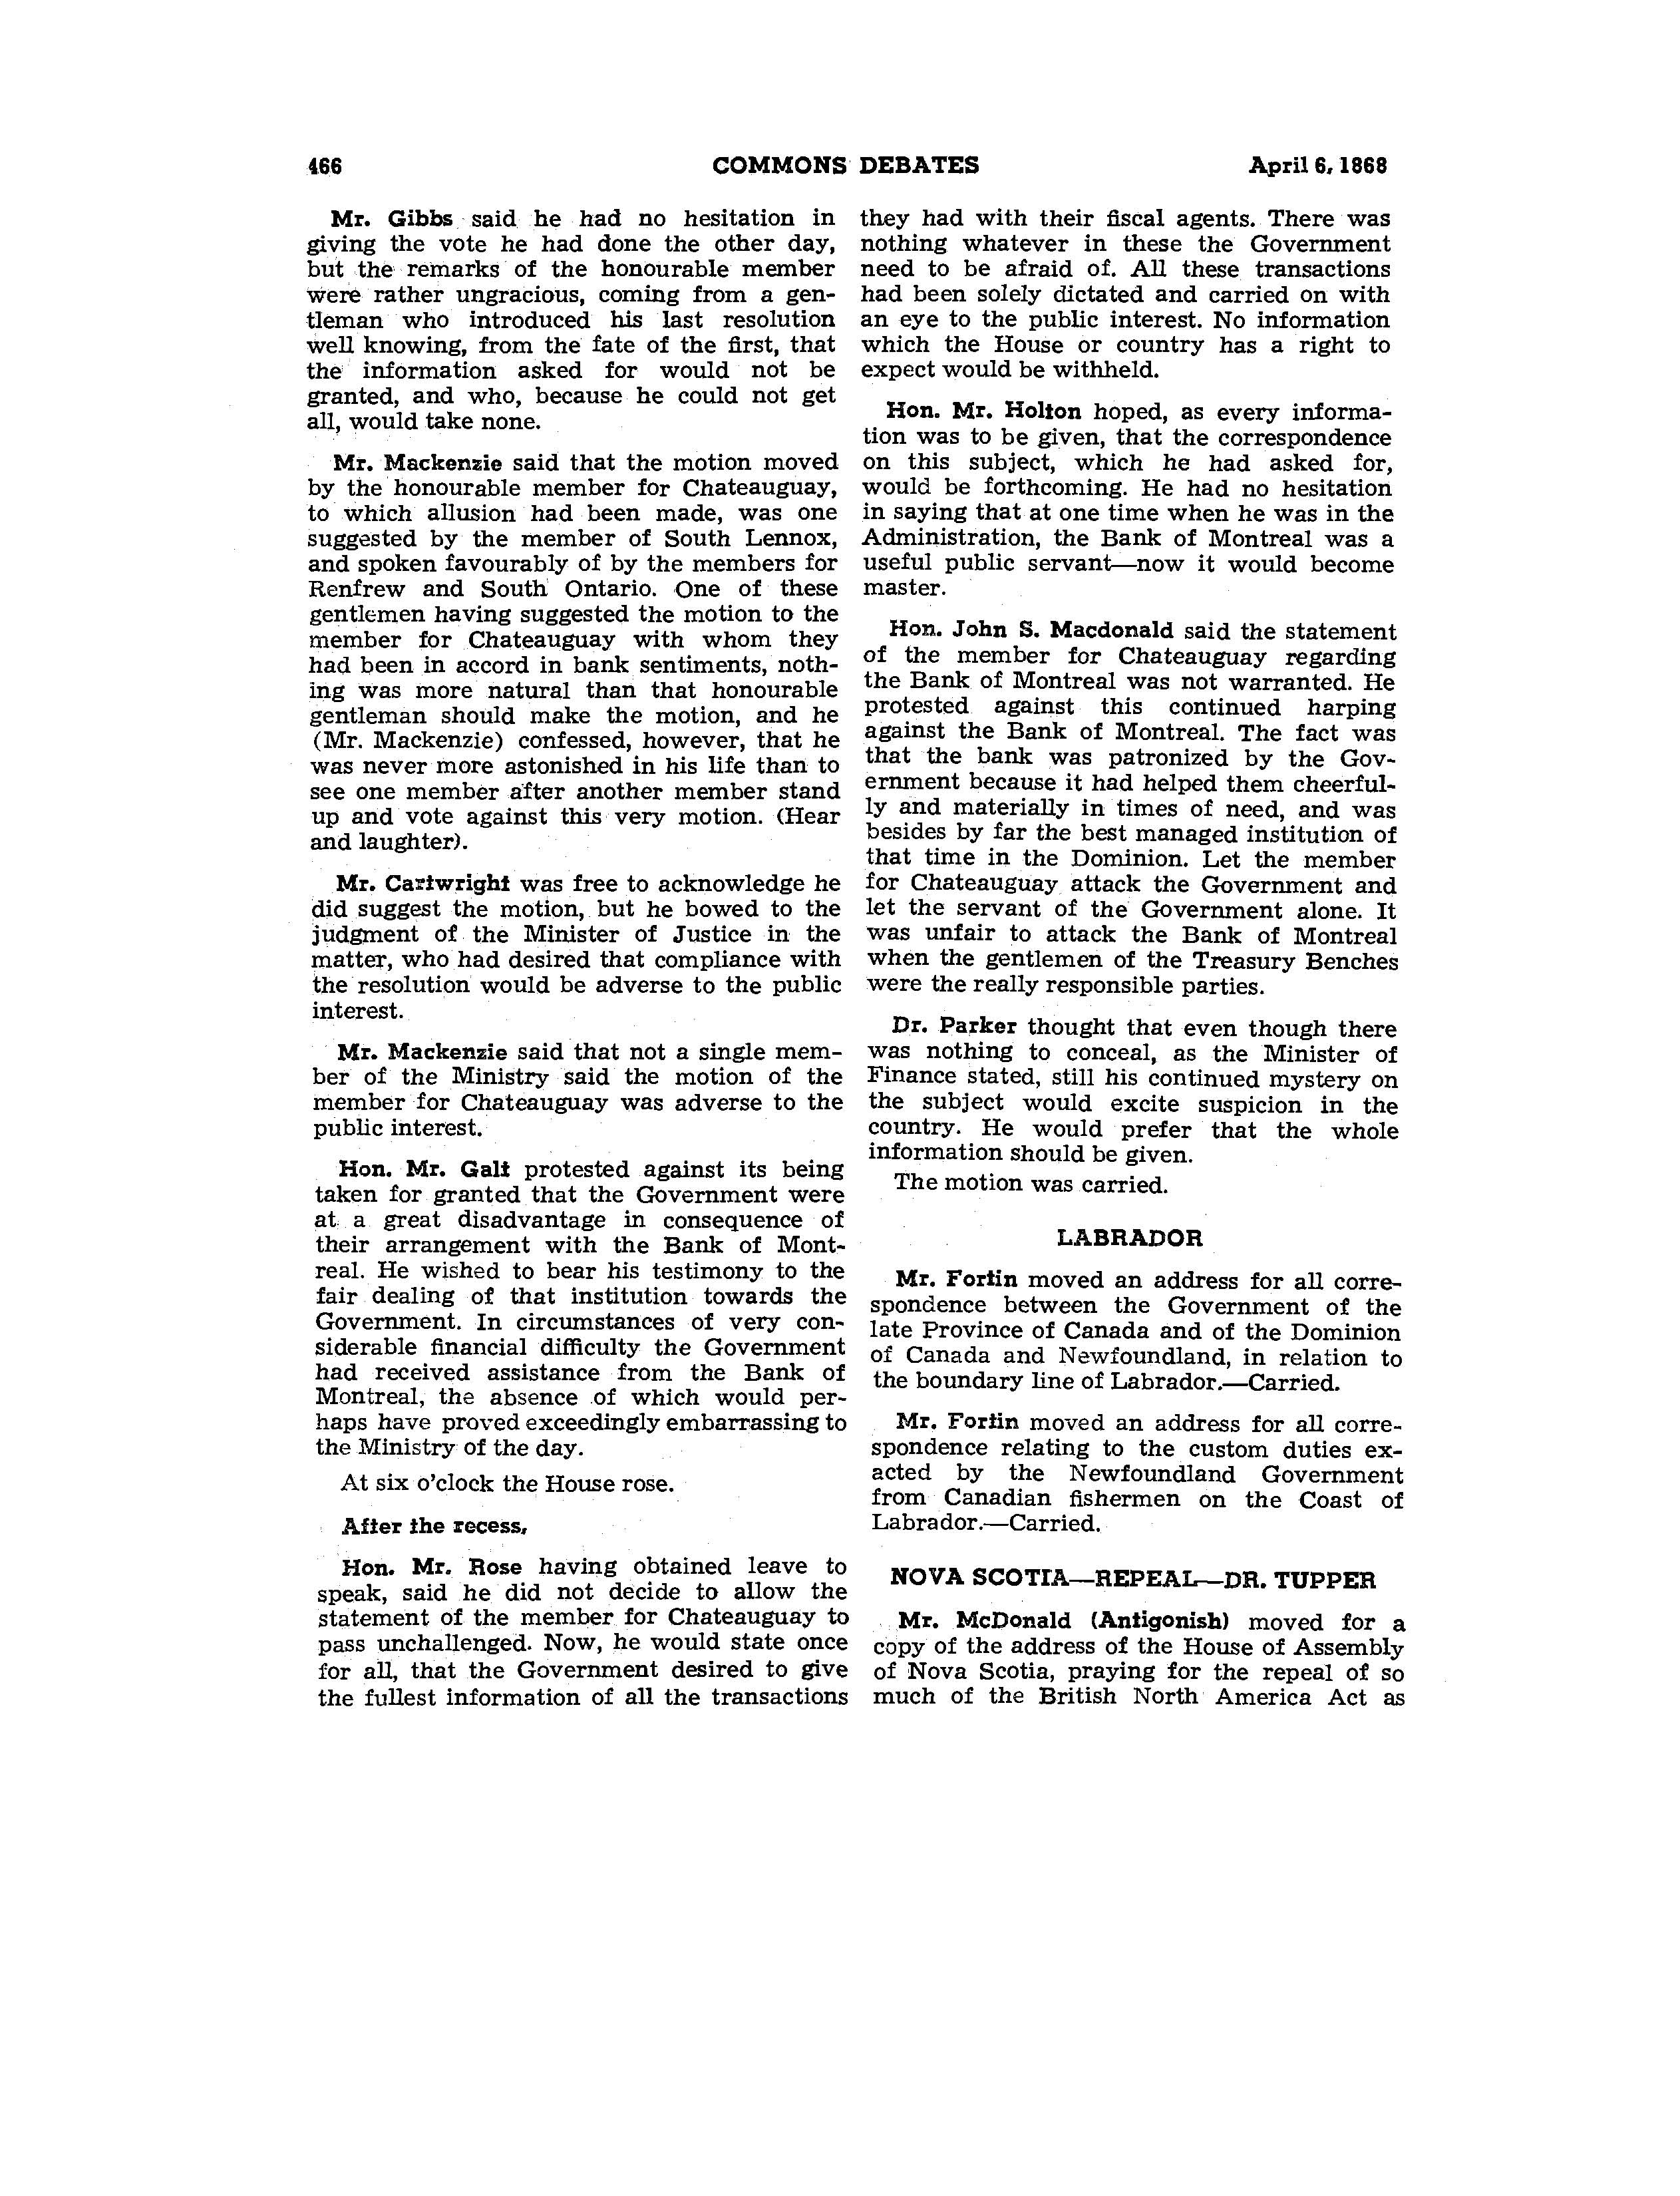 466
COMMONS DEBATES
April 6, 1868
Mr. Gibbs said he had no hesitation in
giving the vote he had done the other day,
but the remarks of the honourable member
were rather ungracious, coming from a gen-
tleman who introduced his last resolution
well knowing, from the fate of the first, that
the information asked for would not be
granted, and who, because he could not get
all, would take none.
Mr. Mackenzie said that the motion moved
by the honourable member for Chateauguay,
to which allusion had been made, was one
suggested by the member of South Lennox,
and spoken favourably of by the members for
Renfrew and South Ontario. One of these
gentlemen having suggested the motion to the
member for Chateauguay with whom they
had been in accord in bank sentiments, noth-
ing was more natural than that honourable
gentleman should make the motion, and he
(Mr. Mackenzie) confessed, however, that he
was never more astonished in his life than to
see one member after another member stand
up and vote against this very motion. (Hear
and laughter).
Mr. Cartwright was free to acknowledge he
did suggest the motion, but he bowed to the
judgment of the Minister of Justice in the
matter, who had desired that compliance with
the resolution would be adverse to the public
interest.
Mr. Mackenzie said that not a single mem-
ber of the Ministry said the motion of the
member for Chateauguay was adverse to the
public interest.
Hon. Mr. Galt protested against its being
taken for granted that the Government were
at a great disadvantage in consequence of
their arrangement with the Bank of Mont-
real. He wished to bear his testimony to the
fair dealing of that institution towards the
Government. In circumstances of very con-
siderable financial difficulty the Government
had received assistance from the Bank of
Montreal, the absence of which would per-
haps have proved exceedingly embarrassing to
the Ministry of the day.
At six o'clock the House rose.
After the recess,
Hon. Mr. Rose having obtained leave to
speak, said he did not decide to allow the
statement of the member for Chateauguay to
pass unchallenged. Now, he would state once
for all, that the Government desired to give
the fullest information of all the transactions
they had with their fiscal agents. There was
nothing whatever in these the Government
need to be afraid of. All these transactions
had been solely dictated and carried on with
an eye to the public interest. No information
which the House or country has a right to
expect would be withheld.
Hon. Mr. Holton hoped, as every informa-
tion was to be given, that the correspondence
on this subject, which he had asked for,
would be forthcoming. He had no hesitation
in saying that at one time when he was in the
Administration, the Bank of Montreal was a
useful public servant—now it would become
master.
Hon. John S. Macdonald said the statement
of the member for Chateauguay regarding
the Bank of Montreal was not warranted. He
protested against this continued harping
against the Bank of Montreal. The fact was
that the bank was patronized by the Gov-
ernment because it had helped them cheerful-
ly and materially in times of need, and was
besides by far the best managed institution of
that time in the Dominion. Let the member
for Chateauguay attack the Government and
let the servant of the Government alone. It
was unfair to attack the Bank of Montreal
when the gentlemen of the Treasury Benches
were the really responsible parties.
Dr. Parker thought that even though there
was nothing to conceal, as the Minister of
Finance stated, still his continued mystery on
the subject would excite suspicion in the
country. He would prefer that the whole
information should be given.
The motion was carried.
LABRADOR
Mr. Fortin moved an address for all corre-
spondence between the Government of the
late Province of Canada and of the Dominion
of Canada and Newfoundland, in relation to
the boundary line of Labrador.—Carried.
Mr. Fortin moved an address for all corre-
spondence relating to the custom duties ex-
acted by the Newfoundland Government
from Canadian fishermen on the Coast of
Labrador.—Carried.
NOVA SCOTIA—REPEAL—DR. TUPPER
Mr. McDonald (Antigonish) moved for a
copy of the address of the House of Assembly
of Nova Scotia, praying for the repeal of so
much of the British North America Act as